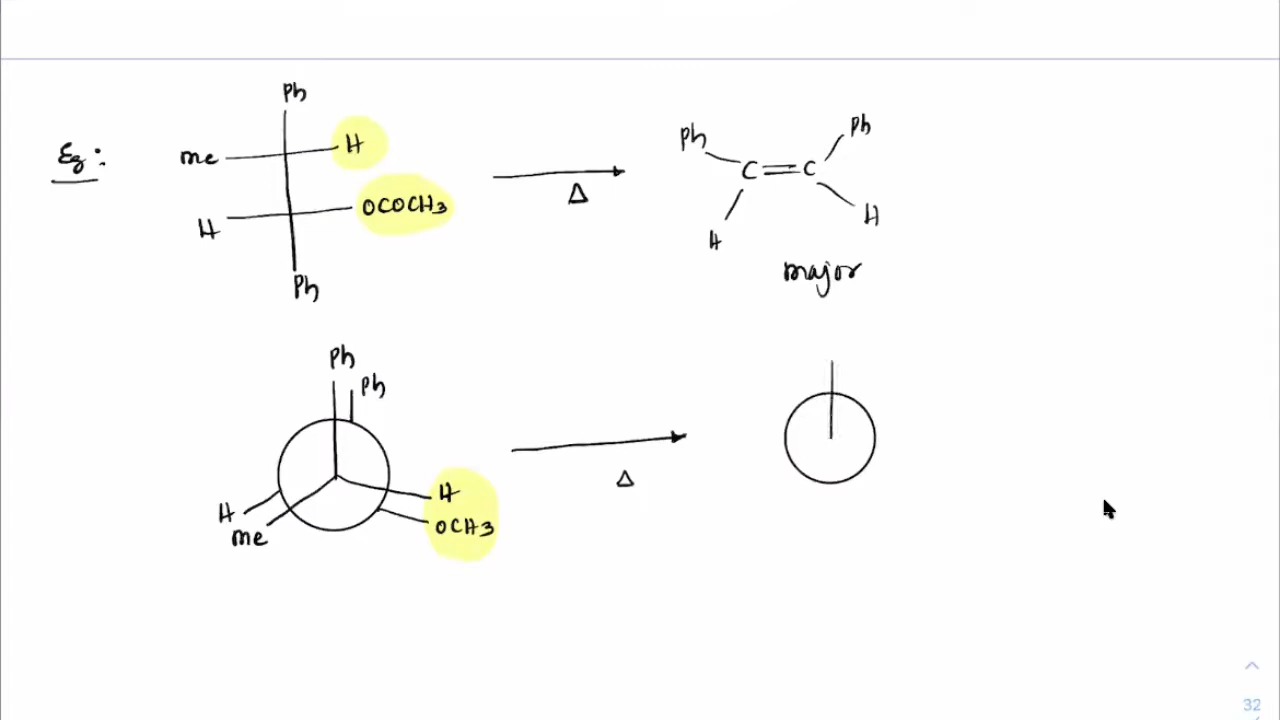 Ph
Eg: Me H
H OCOCH3
Ph
Δ
Ph Ph
C=C
H H
major
Ph
Ph
H
Me
H
OCH3
Δ
32